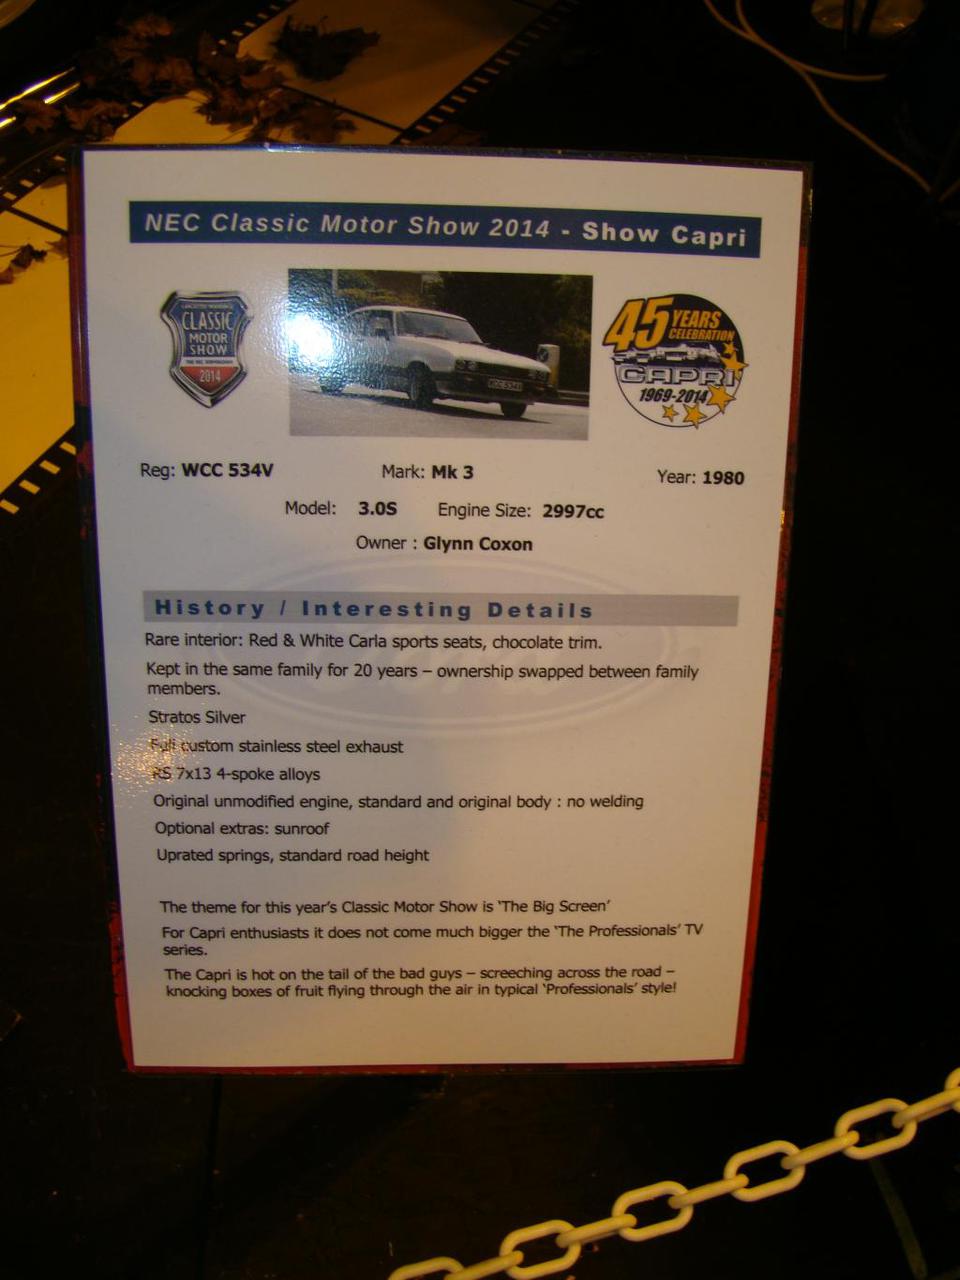 NEC Classic Motor Show 2014 - Show Capri
CLASSIC
MOTOR
SHOW
2014
45 YEARS
CELEBRATION
CAPRI
1969-2014
WCC 534V
Reg: WCC 534V Mark: Mk 3 Year: 1980
Model: 3.0S Engine Size: 2997cc
Owner : Glynn Coxon
History / Interesting Details
Rare interior: Red & White Carla sports seats, chocolate trim.
Kept in the same family for 20 years – ownership swapped between family
members.
Stratos Silver
Full custom stainless steel exhaust
RS 7x13 4-spoke alloys
Original unmodified engine, standard and original body : no welding
Optional extras: sunroof
Uprated springs, standard road height
The theme for this year's Classic Motor Show is 'The Big Screen'
For Capri enthusiasts it does not come much bigger the 'The Professionals' TV
series.
The Capri is hot on the tail of the bad guys – screeching across the road –
knocking boxes of fruit flying through the air in typical 'Professionals' style!